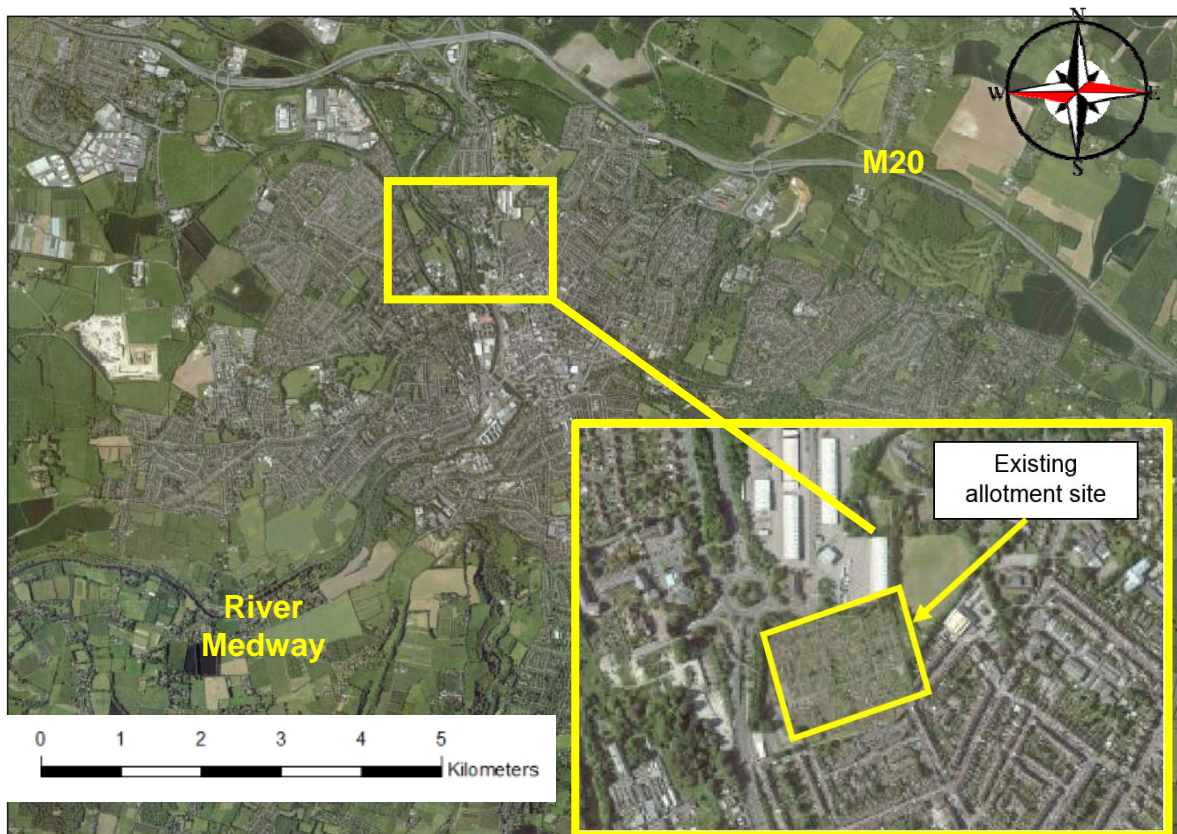 N
W
E
S
M20
Existing
allotment site
River
Medway
0 1 2 3 4 5
Kilometers